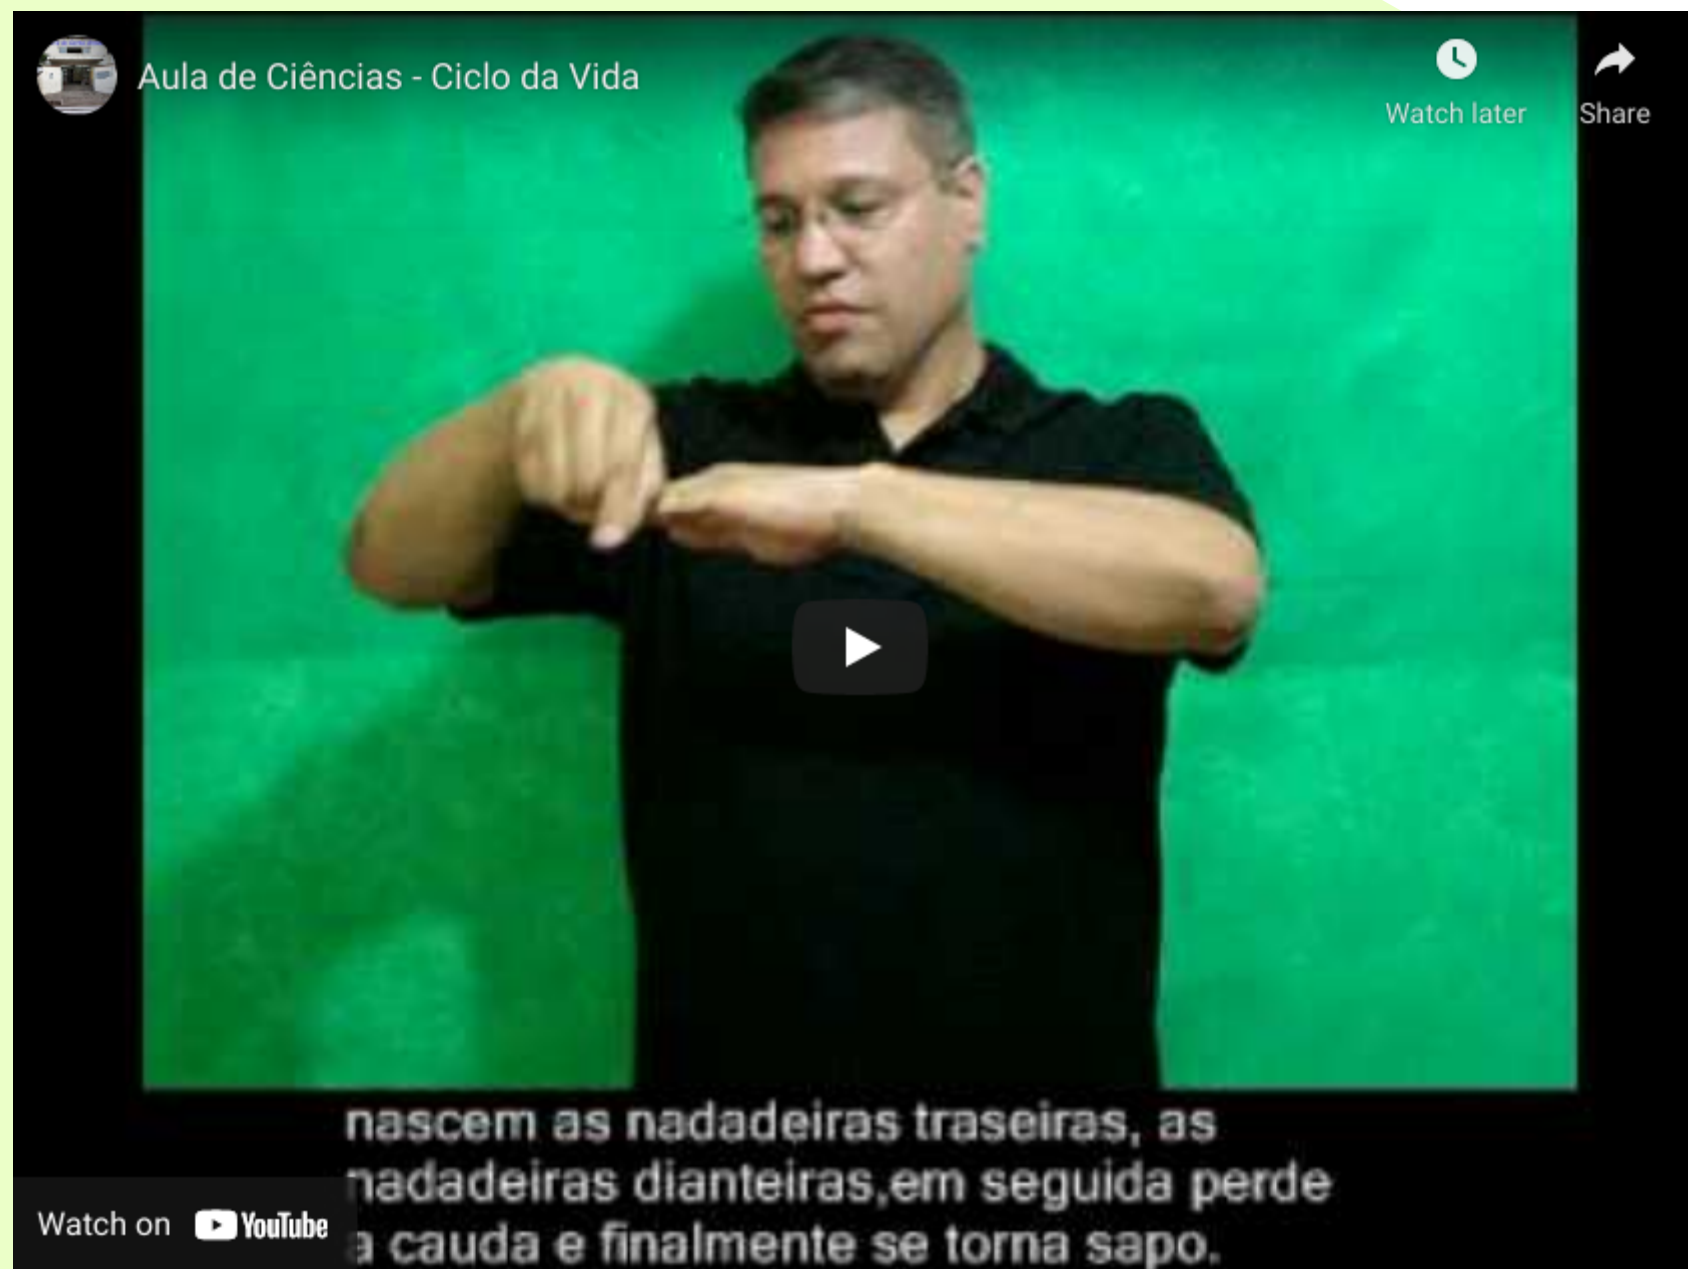 Aula de Ciências - Ciclo da Vida
Watch later
Share
nascem as nadadeiras traseiras, as
nadadeiras dianteiras,em seguida perde
a cauda e finalmente se torna sapo.
Watch on YouTube